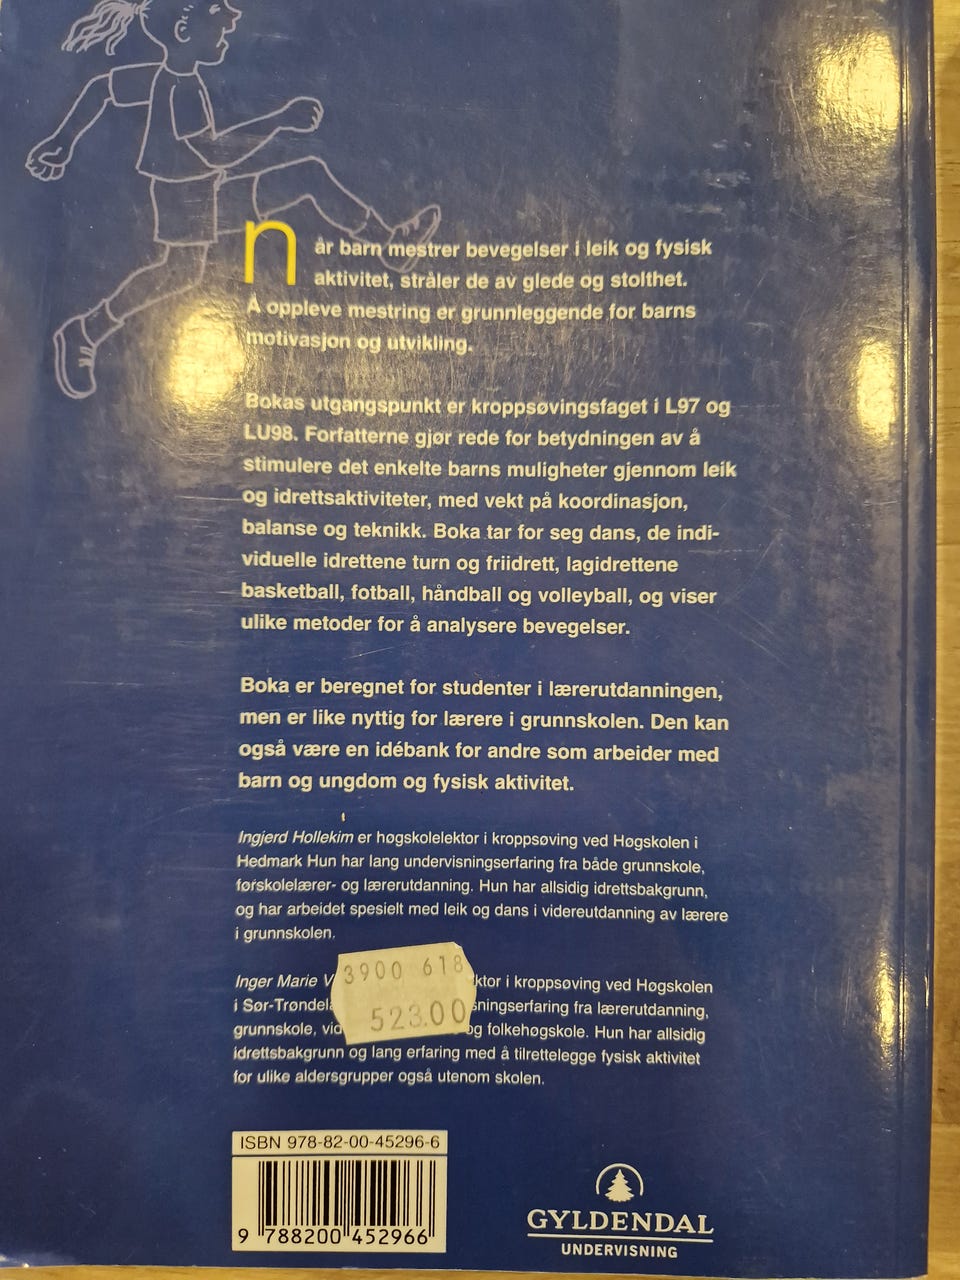 når barn mestrer bevegelser i leik og fysisk
aktivitet, stråler de av glede og stolthet.
Å oppleve mestring er grunnleggende for barns
motivasjon og utvikling.
Bokas utgangspunkt er kroppsøvingsfaget i L97 og
LU98. Forfatterne gjør rede for betydningen av å
stimulere det enkelte barns muligheter gjennom leik
og idrettsaktiviteter, med vekt på koordinasjon,
balanse og teknikk. Boka tar for seg dans, de indi-
viduelle idrettene turn og friidrett, lagidrettene
basketball, fotball, håndball og volleyball, og viser
ulike metoder for å analysere bevegelser.
Boka er beregnet for studenter i lærerutdanningen,
men er like nyttig for lærere i grunnskolen. Den kan
også være en idébank for andre som arbeider med
barn og ungdom og fysisk aktivitet.
Ingjerd Hollekim er høgskolelektor i kroppsøving ved Høgskolen i
Hedmark Hun har lang undervisningserfaring fra både grunnskole,
førskolelærer- og lærerutdanning. Hun har allsidig idrettsbakgrunn,
og har arbeidet spesielt med leik og dans i videreutdanning av lærere
i grunnskolen.
Inger Marie V ktor i kroppsøving ved Høgskolen
i Sør-Trøndel sningserfaring fra lærerutdanning,
grunnskole, vid og folkehøgskole. Hun har allsidig
idrettsbakgrunn og lang erfaring med å tilrettelegge fysisk aktivitet
for ulike aldersgrupper også utenom skolen.
3900 618
523.00
ISBN 978-82-00-45296-6
9 788200 452966
GYLDENDAL
UNDERVISNING